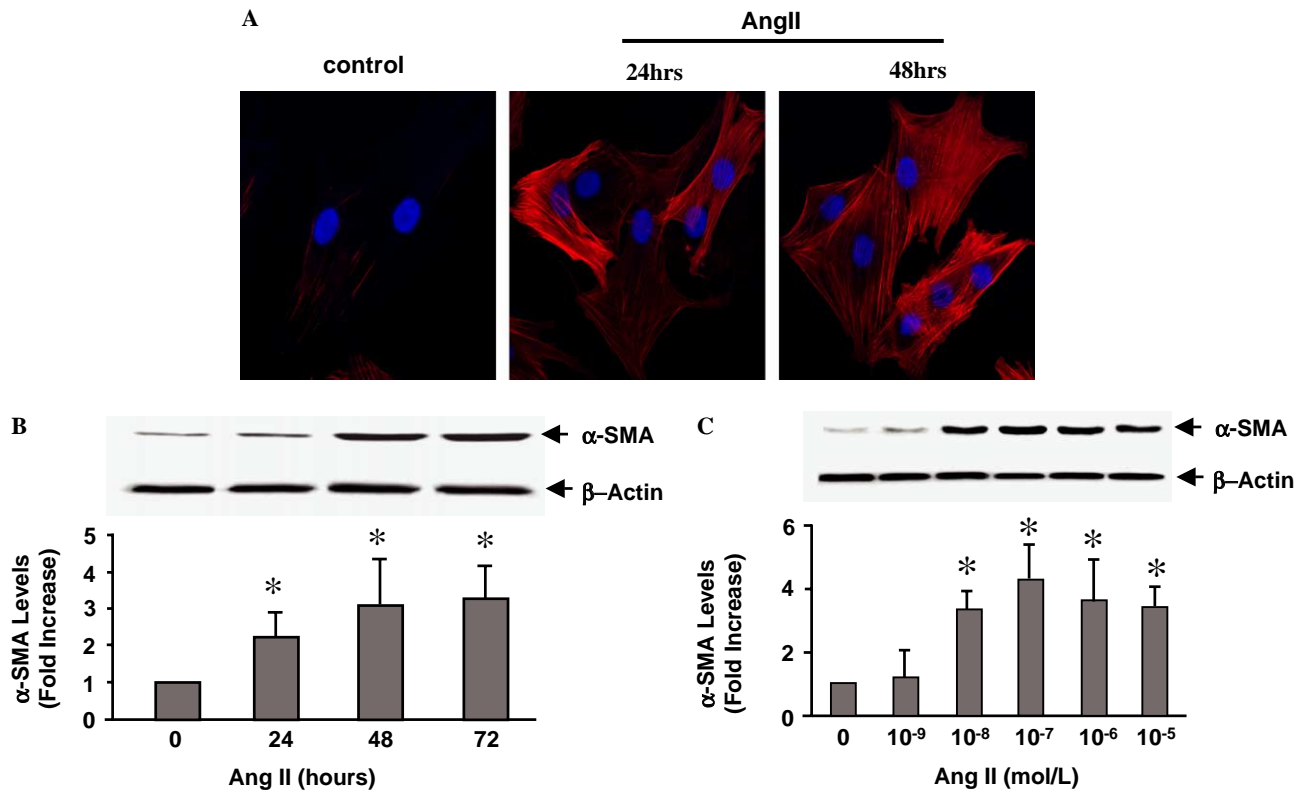 A
AngII
control
24hrs
48hrs
B
α-SMA
β–Actin
α-SMA Levels
(Fold Increase)
5
4
3
2
1
0
* * *
0 24 48 72
Ang II (hours)
C
α-SMA
β–Actin
α-SMA Levels
(Fold Increase)
6
4
2
0
* * * *
0 10⁻⁹ 10⁻⁸ 10⁻⁷ 10⁻⁶ 10⁻⁵
Ang II (mol/L)